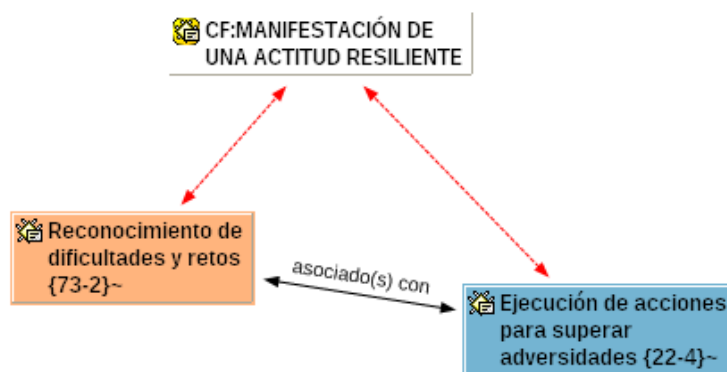 CF:MANIFESTACIÓN DE
UNA ACTITUD RESILIENTE
Reconocimiento de
dificultades y retos
{73-2}~
asociado(s) con
Ejecución de acciones
para superar
adversidades {22-4}~